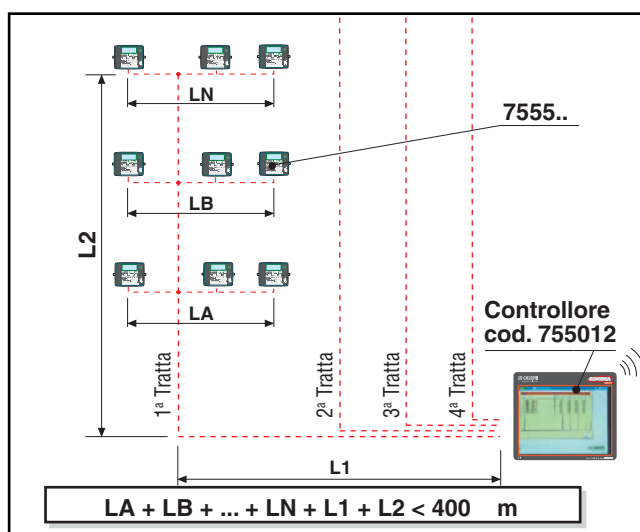 LN
7555..
LB
L2
LA
Controllore
cod. 755012
1ª Tratta
2ª Tratta
3ª Tratta
4ª Tratta
L1
LA + LB + ... + LN + L1 + L2 < 400 m